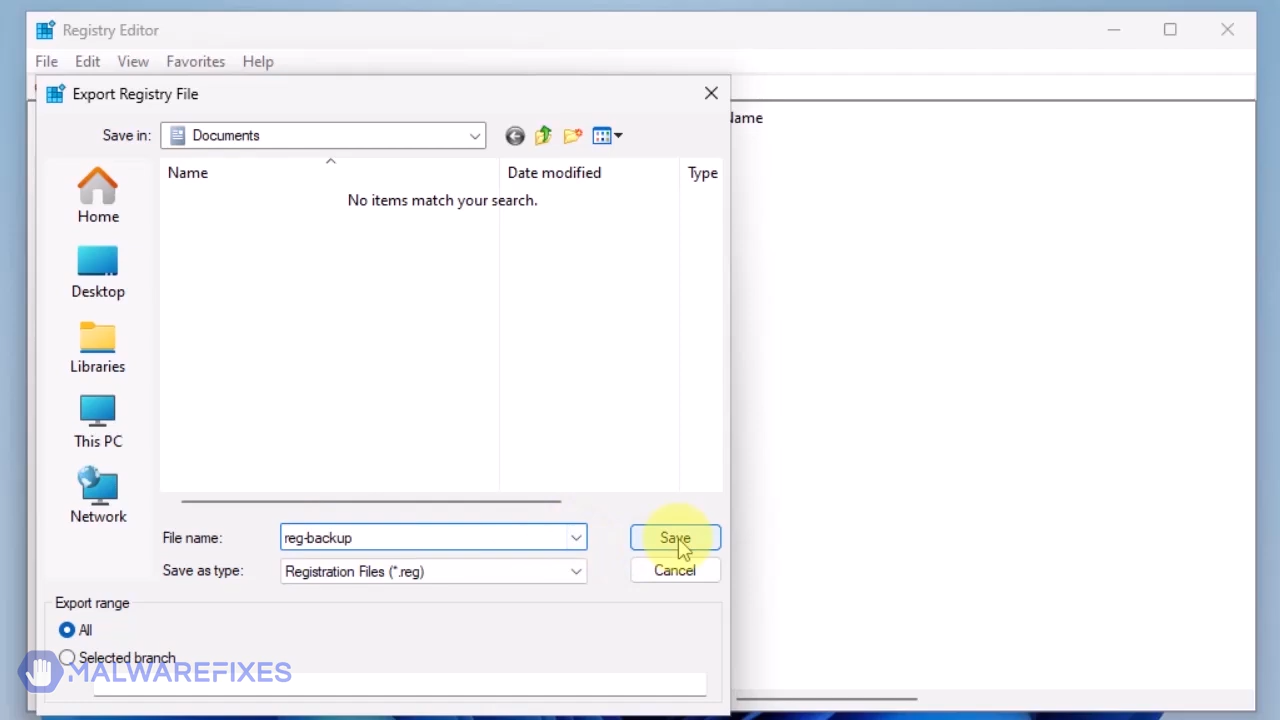 Registry Editor
File Edit View Favorites Help
Export Registry File
Save in: Documents
Name Date modified Type
No items match your search.
Home
Desktop
Libraries
This PC
Network
File name: reg-backup Save
Save as type: Registration Files (*.reg) Cancel
Export range
All
Selected branch
MALWAREFIXES